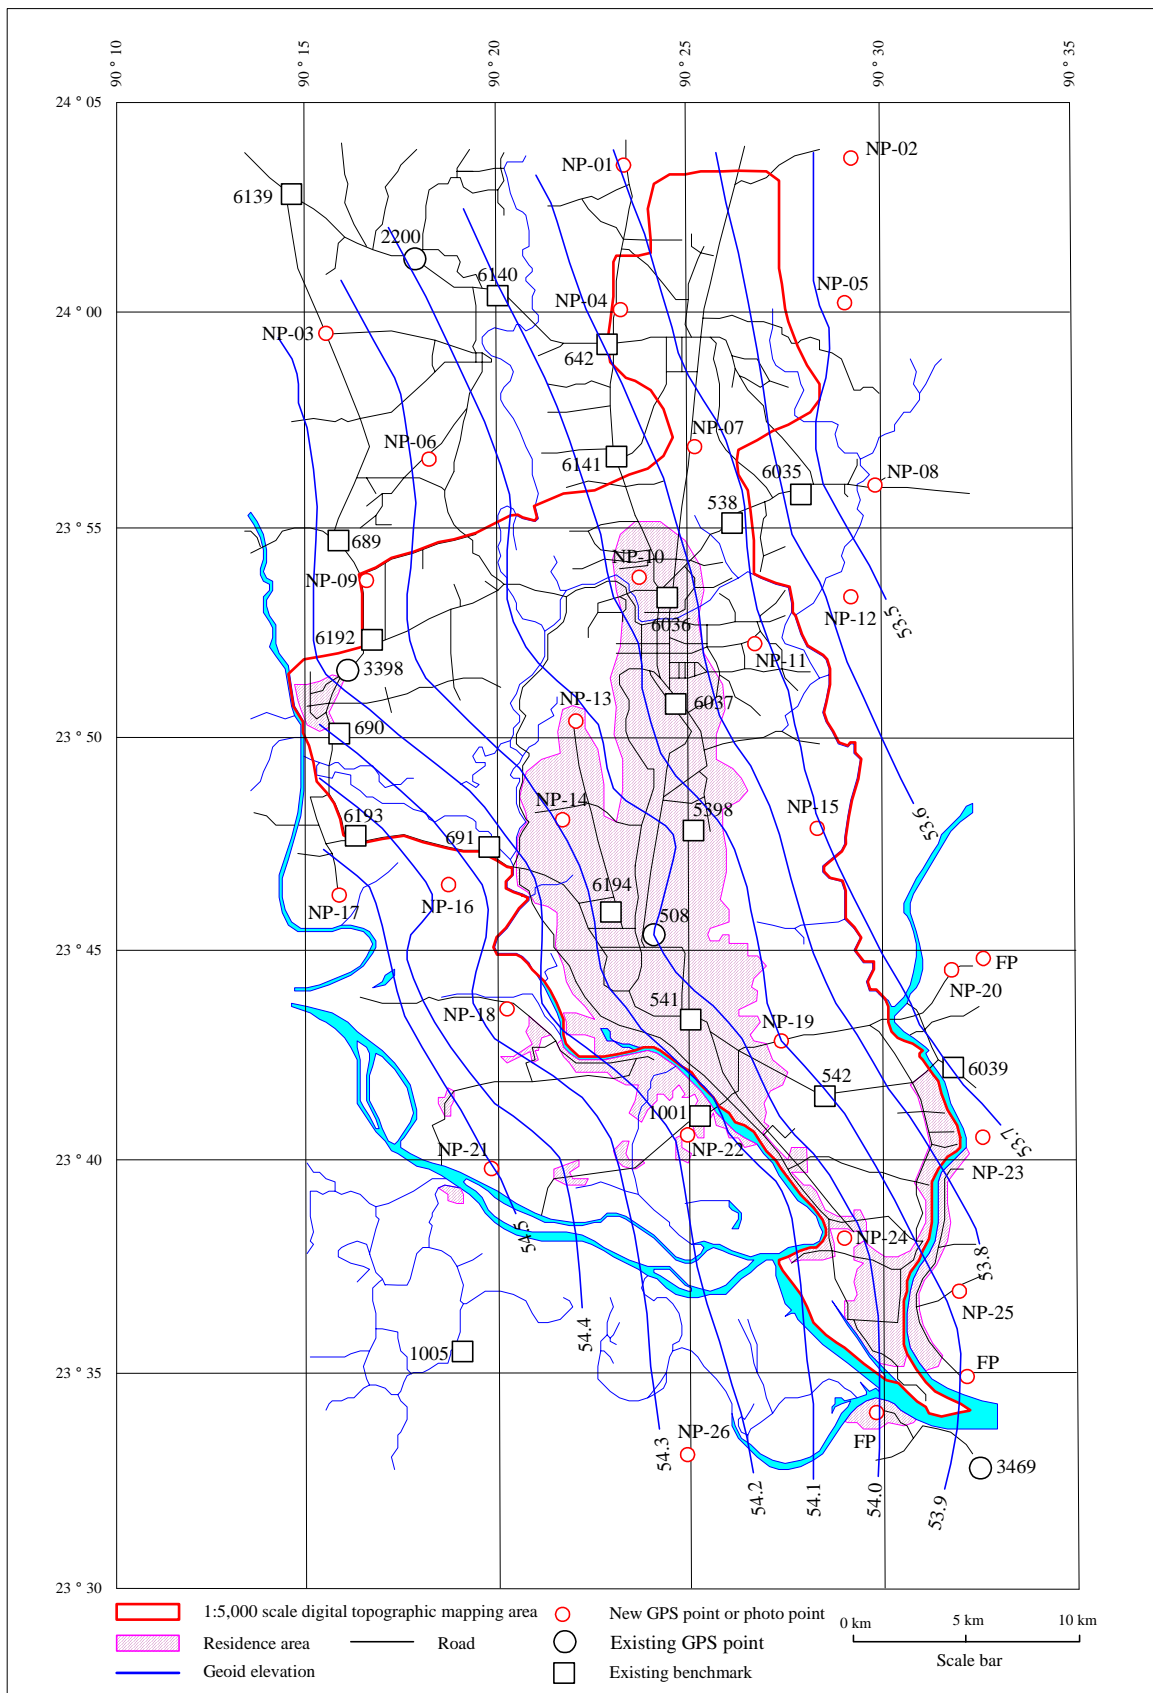 90 ° 10
90 ° 15
90 ° 20
90 ° 25
90 ° 30
90 ° 35
24 ° 05
NP-01
NP-02
6139
2200
6140
NP-04
NP-05
24 ° 00
NP-03
642
NP-07
NP-06
6141
6035
NP-08
538
23 ° 55
689
NP-10
NP-09
NP-12
53.5
6192
6036
NP-11
3398
NP-13
6037
690
23 ° 50
NP-14
NP-15
53.6
5398
6193
691
6194
508
NP-17
NP-16
23 ° 45
FP
NP-20
541
NP-18
NP-19
542
6039
1001
53.7
NP-21
NP-22
23 ° 40
NP-23
54.5
NP-24
53.8
NP-25
54.4
1005
FP
23 ° 35
NP-26
FP
54.3
3469
54.2
54.1
54.0
53.9
23 ° 30
1:5,000 scale digital topographic mapping area
New GPS point or photo point
0 km
5 km
10 km
Residence area
Road
Existing GPS point
Scale bar
Geoid elevation
Existing benchmark